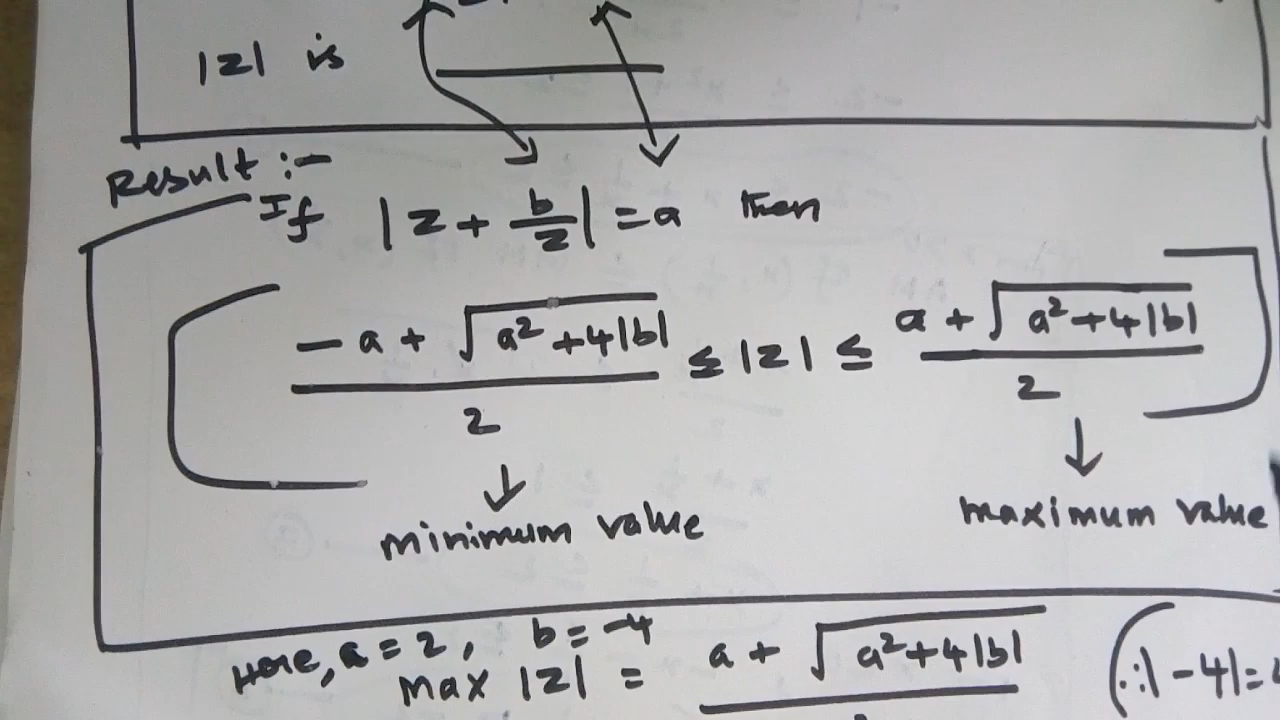 |z| is
Result :-
If |z + b/z| = a then
(-a + √(a² + 4|b|))/2 ≤ |z| ≤ (a + √(a² + 4|b|))/2
minimum value maximum value
Here, a = 2, b = -4
max |z| = a + √(a² + 4|b|) (∵ |-4| =